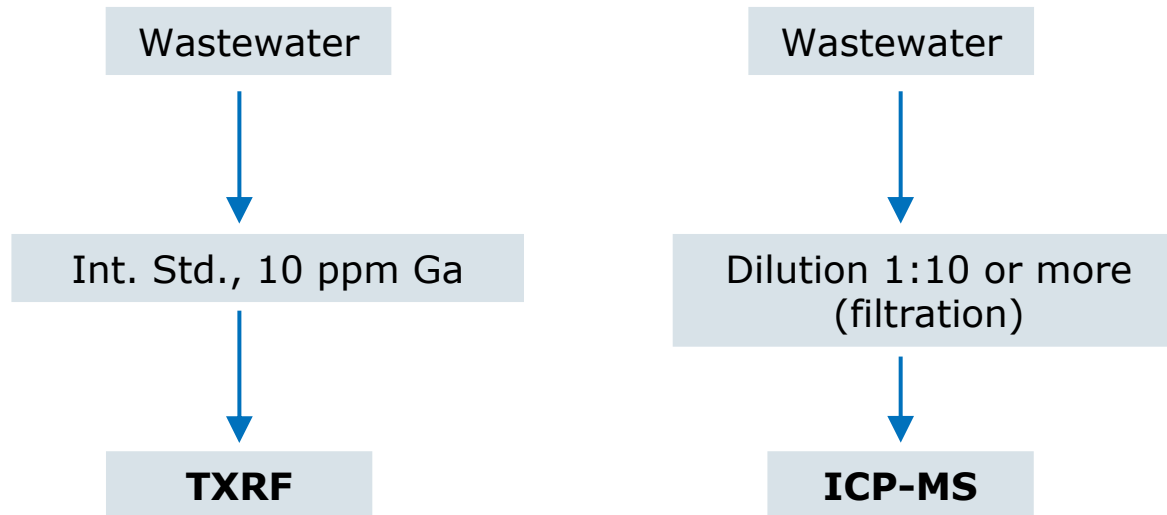 Wastewater
Int. Std., 10 ppm Ga
TXRF
Wastewater
Dilution 1:10 or more
(filtration)
ICP-MS